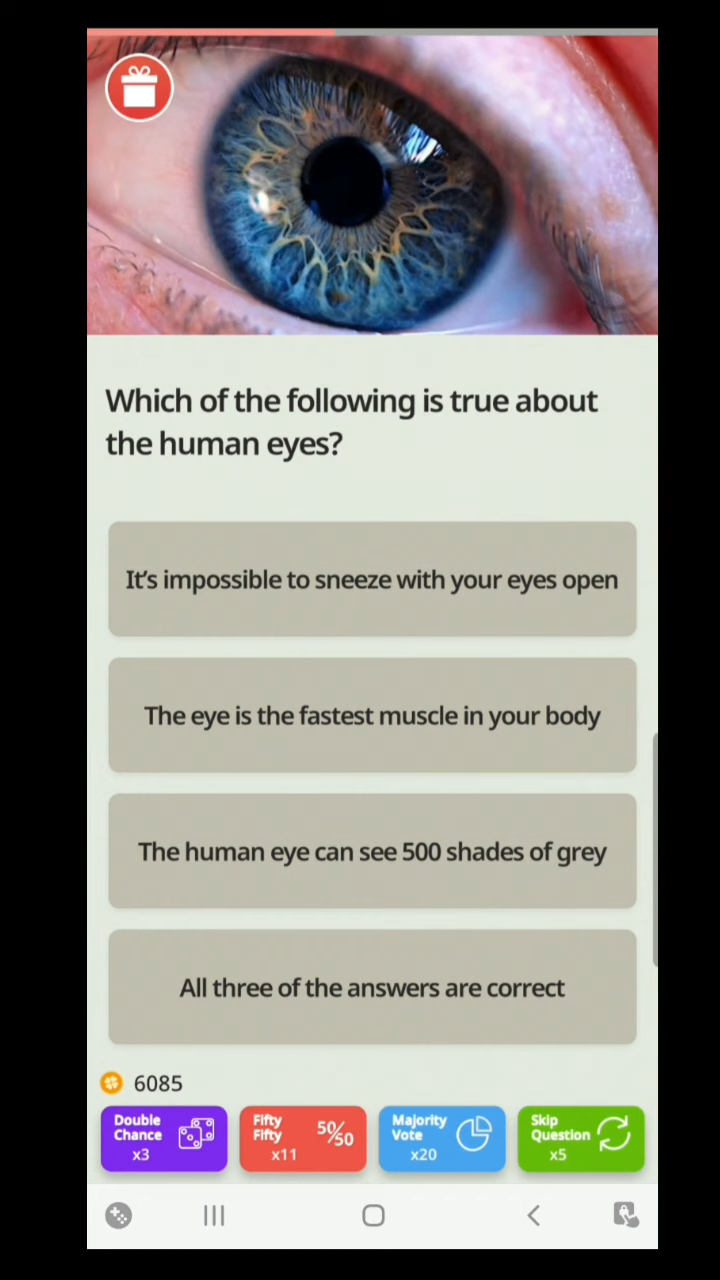 Which of the following is true about
the human eyes?
It's impossible to sneeze with your eyes open
The eye is the fastest muscle in your body
The human eye can see 500 shades of grey
All three of the answers are correct
6085
Double
Chance
x3
Fifty
Fifty
x11
50%50
Majority
Vote
x20
Skip
Question
x5